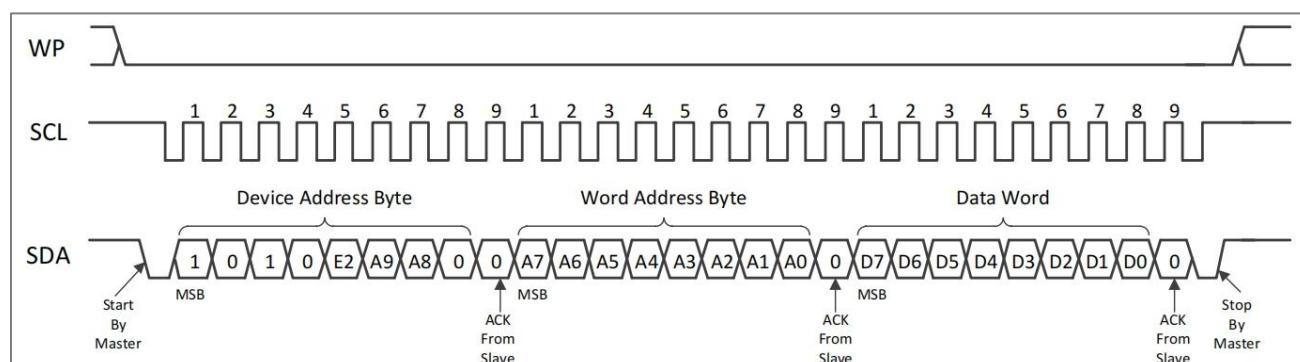 WP
1 2 3 4 5 6 7 8 9 1 2 3 4 5 6 7 8 9 1 2 3 4 5 6 7 8 9
SCL
Device Address Byte Word Address Byte Data Word
SDA 1 0 1 0 E2 A9 A8 0 0 A7 A6 A5 A4 A3 A2 A1 A0 0 D7 D6 D5 D4 D3 D2 D1 D0 0
MSB MSB MSB
Start
By
Master
ACK
From
Slave
ACK
From
Slave
ACK
From
Slave
Stop
By
Master